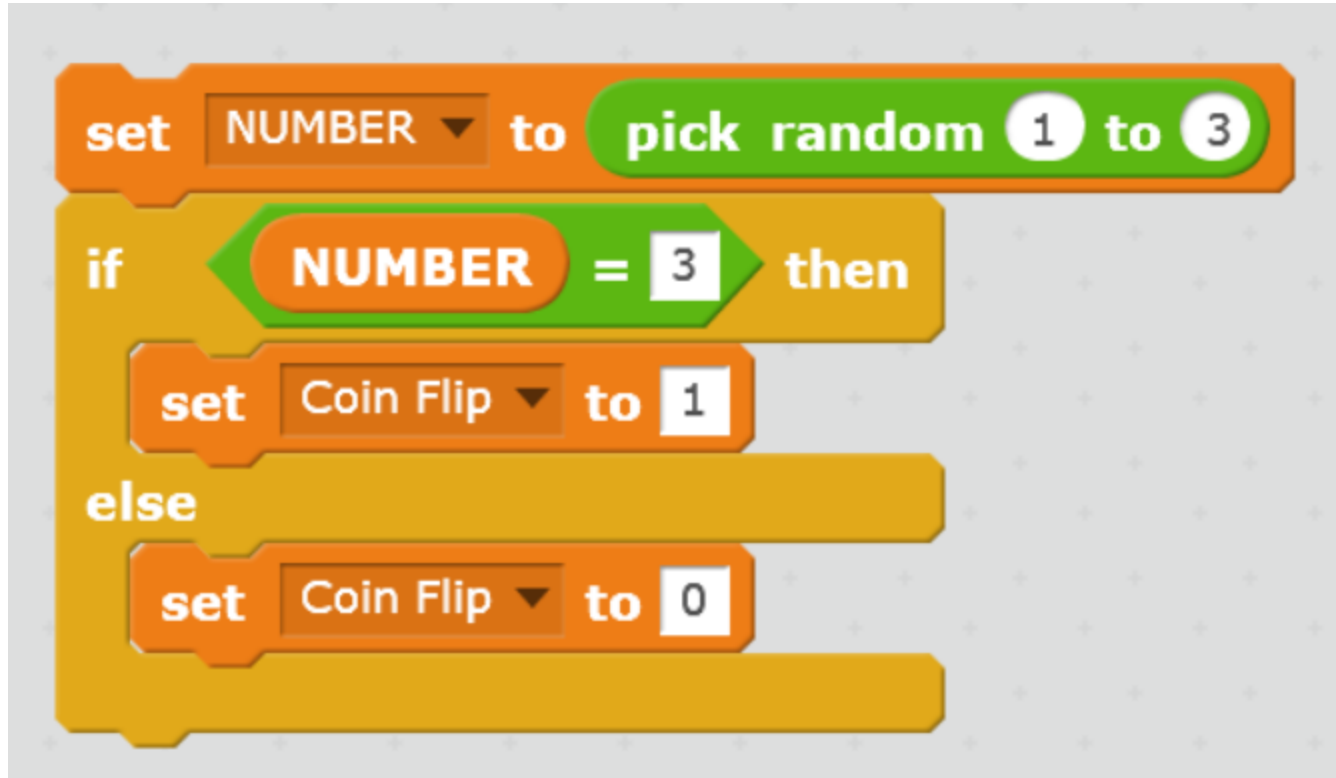 set NUMBER to pick random 1 to 3
if NUMBER = 3 then
set Coin Flip to 1
else
set Coin Flip to 0